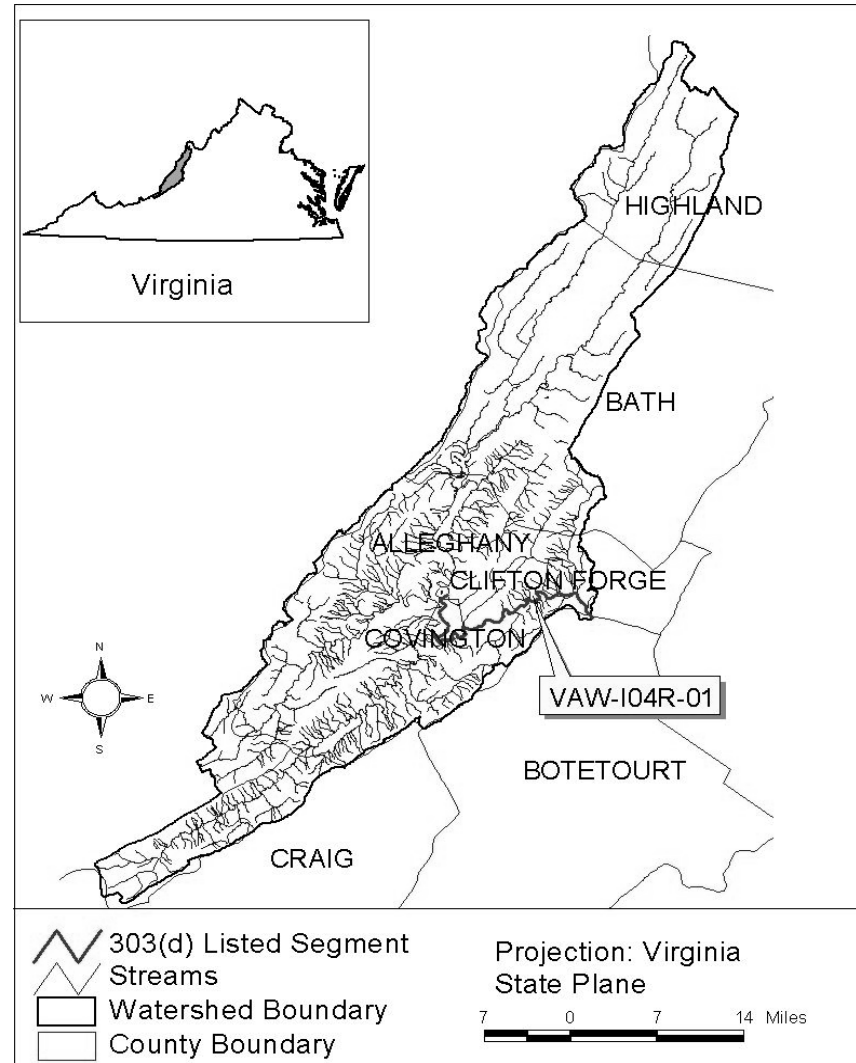 Virginia
HIGHLAND
BATH
ALLEGHANY
CLIFTON FORGE
COVINGTON
N
W E
S
VAW-I04R-01
BOTETOURT
CRAIG
303(d) Listed Segment
Streams
Watershed Boundary
County Boundary
Projection: Virginia
State Plane
7 0 7 14 Miles